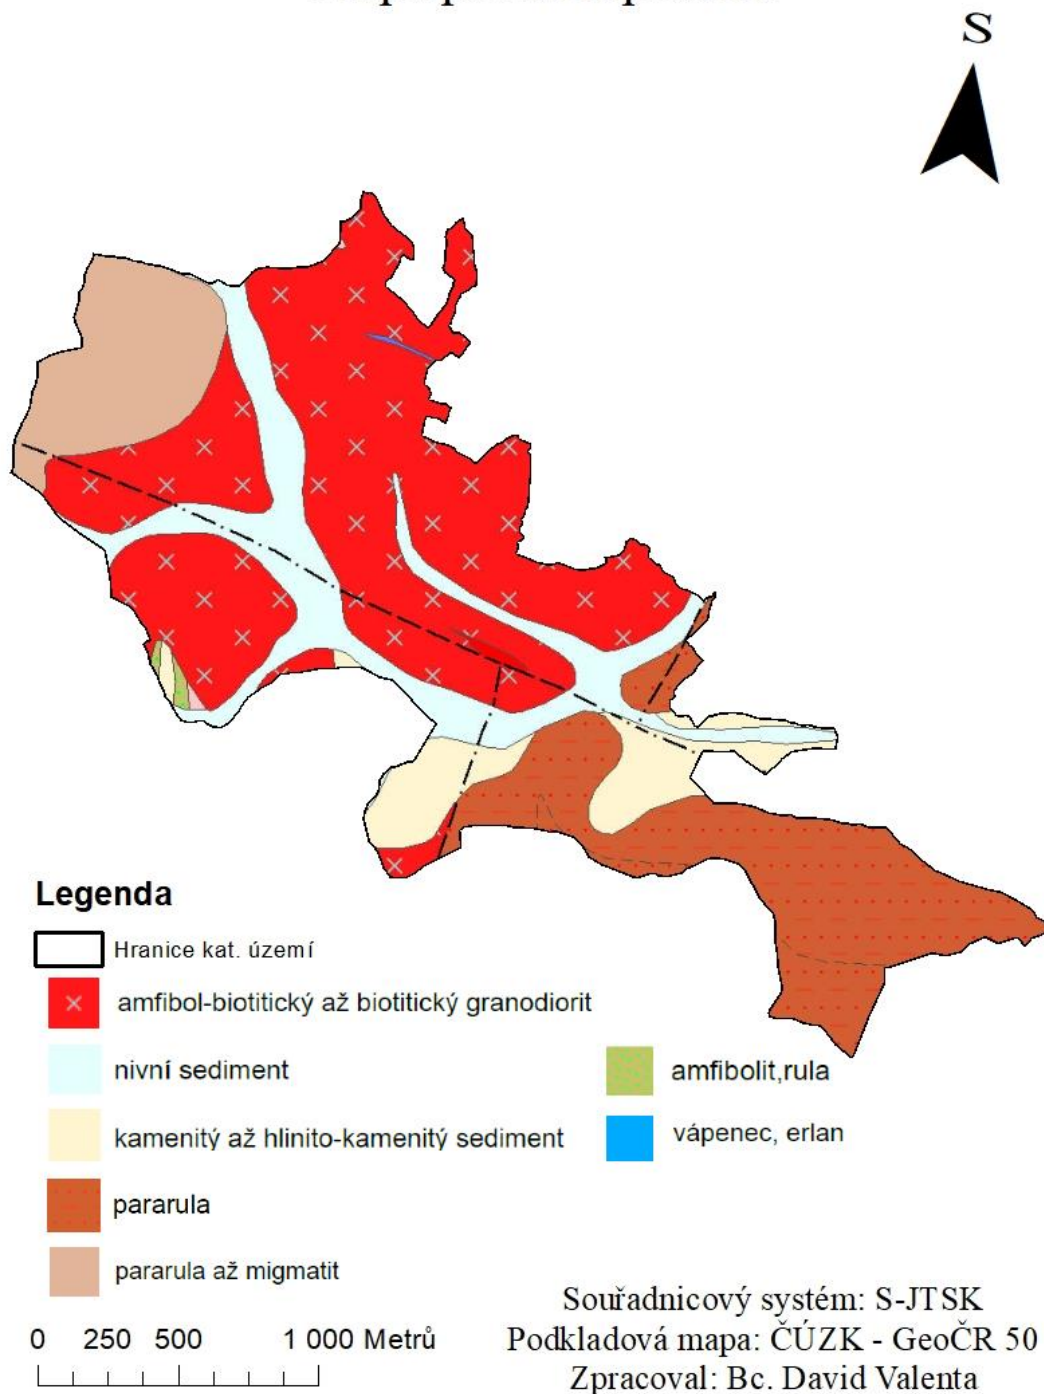 S
Legenda
Hranice kat. území
amfibol-biotitický až biotitický granodiorit
nivní sediment
amfibolit,rula
kamenitý až hlinito-kamenitý sediment
vápenec, erlan
pararula
pararula až migmatit
Souřadnicový systém: S-JTSK
0 250 500 1 000 Metrů
Podkladová mapa: ČÚZK - GeoČR 50
Zpracoval: Bc. David Valenta